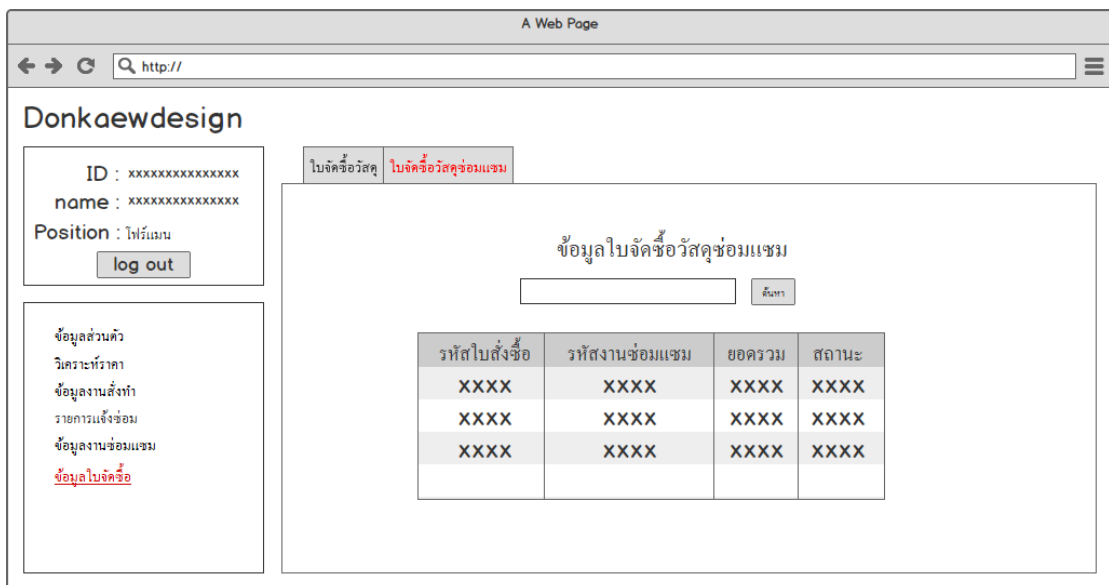 A Web Page
http://
Donkaewdesign
ID : xxxxxxxxxxxxxxx
name : xxxxxxxxxxxxxxx
Position : โฟร์แมน
log out
ข้อมูลส่วนตัว
วิเคราะห์ราคา
ข้อมูลงานสั่งทำ
รายการแจ้งซ่อม
ข้อมูลงานซ่อมแซม
ข้อมูลใบจัดซื้อ
ใบจัดซื้อวัสดุ ใบจัดซื้อวัสดุซ่อมแซม
ข้อมูลใบจัดซื้อวัสดุซ่อมแซม
ค้นหา
รหัสใบสั่งซื้อ รหัสงานซ่อมแซม ยอดรวม สถานะ
XXXX XXXX XXXX XXXX
XXXX XXXX XXXX XXXX
XXXX XXXX XXXX XXXX